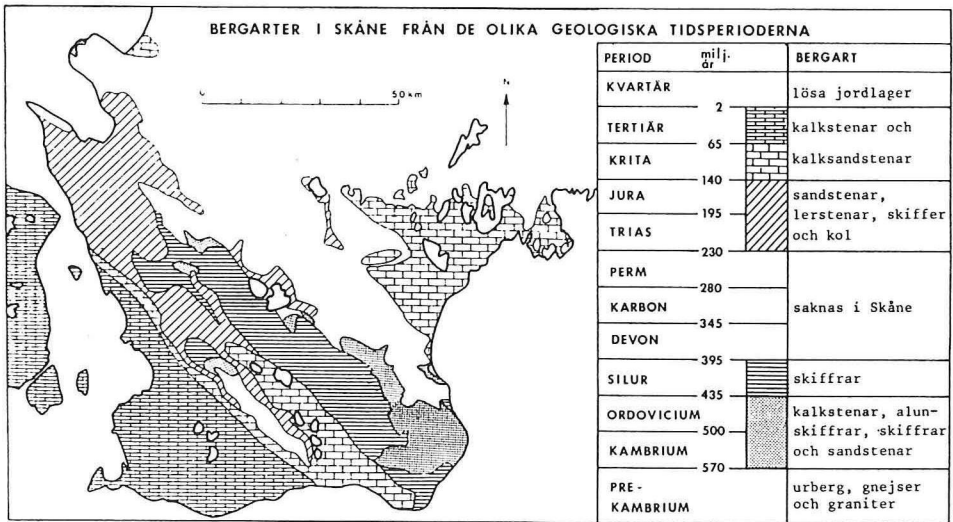 BERGARTER I SKÅNE FRÅN DE OLIKA GEOLOGISKA TIDSPERIODERNA
N
50 km
PERIOD milj. år BERGART
KVARTÄR lösa jordlager
2
TERTIÄR kalkstenar och
65
KRITA kalksandstenar
140
JURA sandstenar,
195 lerstenar, skiffer
TRIAS och kol
230
PERM
280
KARBON saknas i Skåne
345
DEVON
395
SILUR skiffrar
435
ORDOVICIUM kalkstenar, alun-
500 skiffrar, skiffrar
KAMBRIUM och sandstenar
570
PRE- urberg, gnejser
KAMBRIUM och graniter